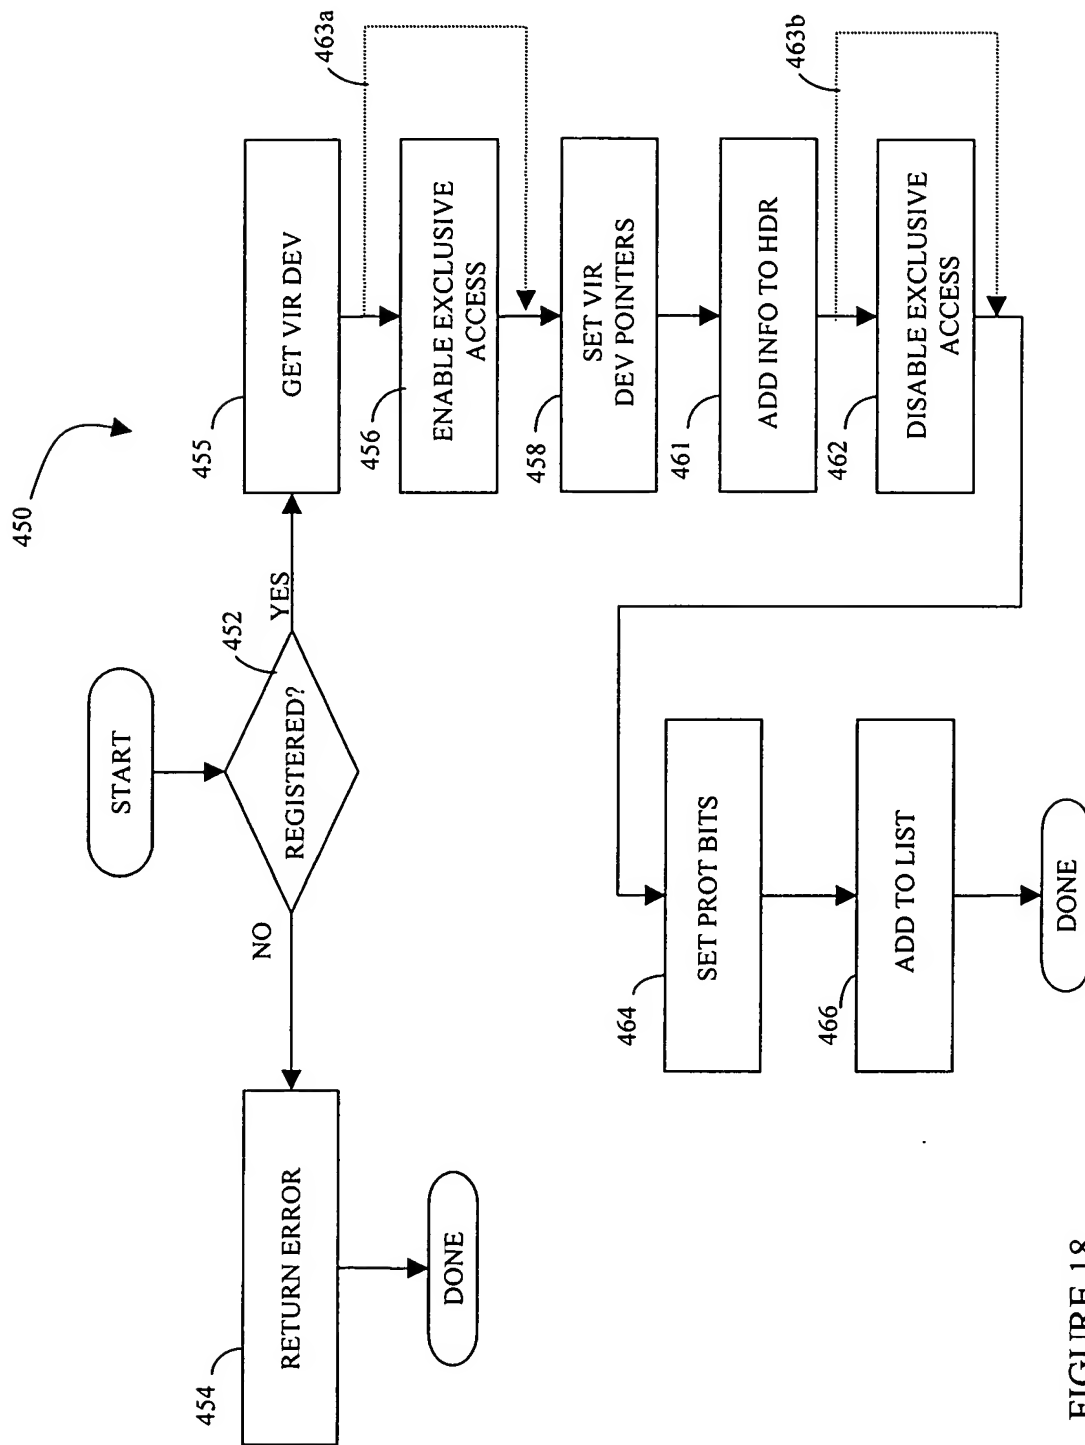 450
START
452
REGISTERED?
NO
YES
454
RETURN ERROR
DONE
455
GET VIR DEV
463a
456
ENABLE EXCLUSIVE
ACCESS
458
SET VIR
DEV POINTERS
461
ADD INFO TO HDR
463b
462
DISABLE EXCLUSIVE
ACCESS
464
SET PROT BITS
466
ADD TO LIST
DONE
FIGURE 18